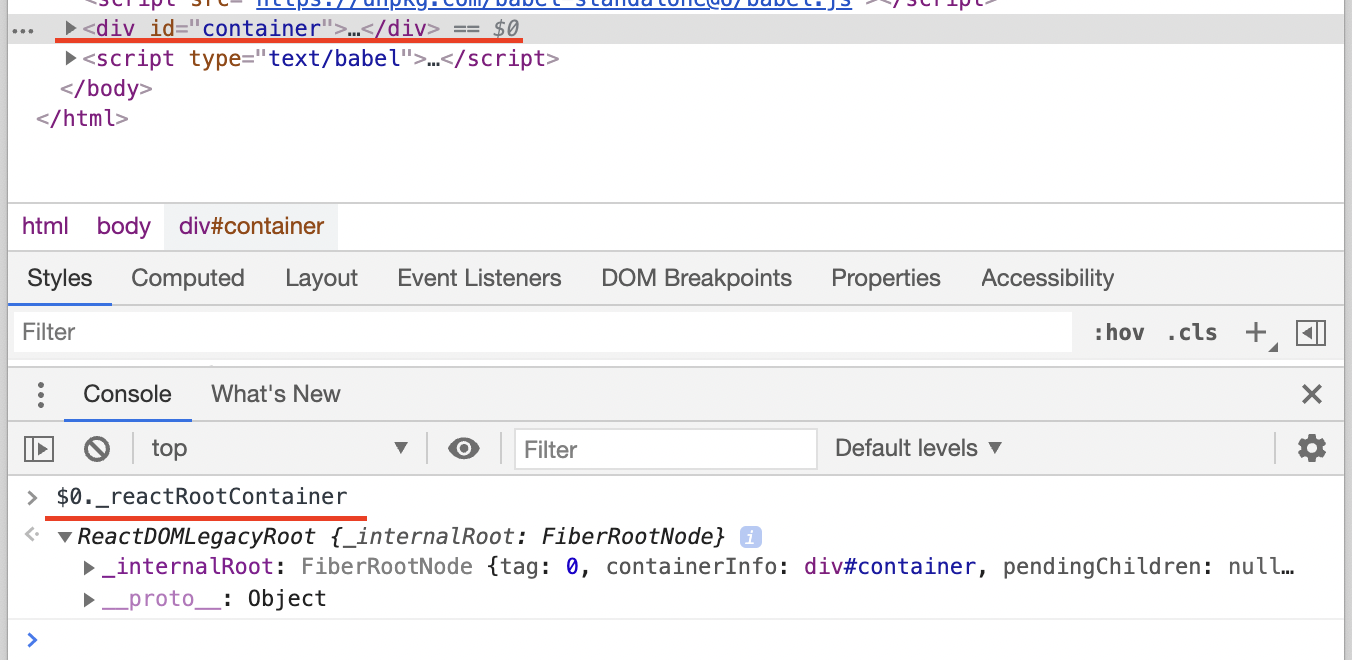 <script src="https://unpkg.com/babel-standalone@6/babel.js"></script>
••• ▶<div id="container">…</div> == $0
▶<script type="text/babel">…</script>
</body>
</html>
html body div#container
Styles Computed Layout Event Listeners DOM Breakpoints Properties Accessibility
Filter :hov .cls +
Console What's New
top ▼ Filter Default levels ▼
> $0._reactRootContainer
▼ReactDOMLegacyRoot {_internalRoot: FiberRootNode} i
▶_internalRoot: FiberRootNode {tag: 0, containerInfo: div#container, pendingChildren: null…
▶__proto__: Object
>